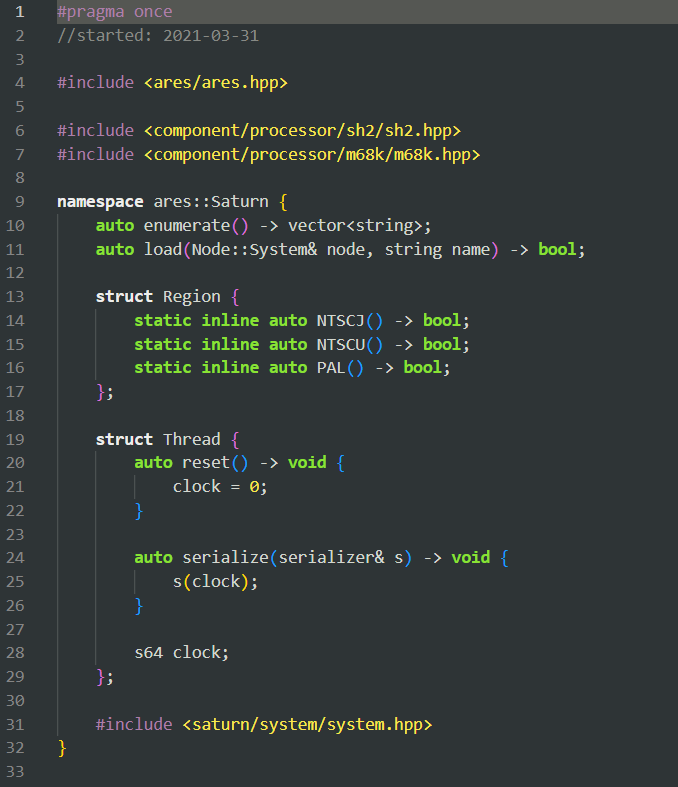 1 #pragma once
2 //started: 2021-03-31
3
4 #include <ares/ares.hpp>
5
6 #include <component/processor/sh2/sh2.hpp>
7 #include <component/processor/m68k/m68k.hpp>
8
9 namespace ares::Saturn {
10     auto enumerate() -> vector<string>;
11     auto load(Node::System& node, string name) -> bool;
12
13     struct Region {
14         static inline auto NTSCJ() -> bool;
15         static inline auto NTSCU() -> bool;
16         static inline auto PAL() -> bool;
17     };
18
19     struct Thread {
20         auto reset() -> void {
21             clock = 0;
22         }
23
24         auto serialize(serializer& s) -> void {
25             s(clock);
26         }
27
28         s64 clock;
29     };
30
31     #include <saturn/system/system.hpp>
32 }
33